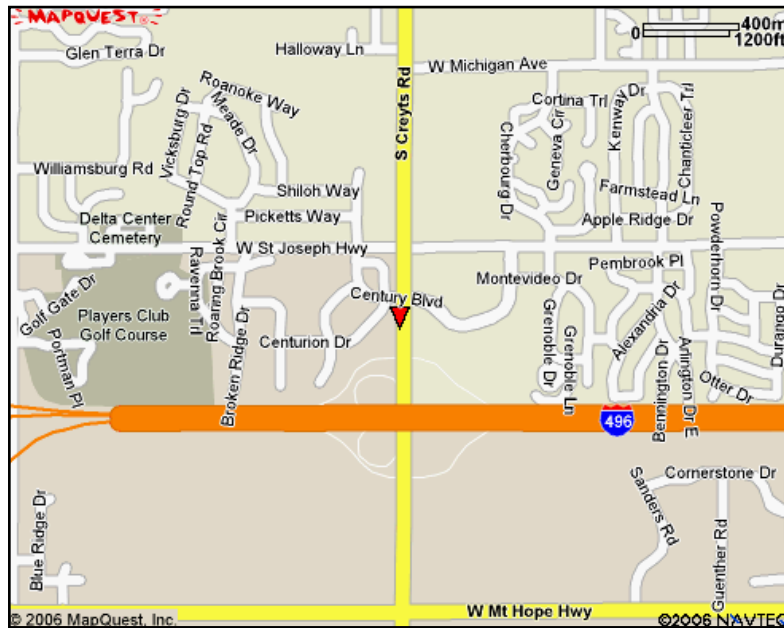 MAPQUEST
0 400m
1200ft
Glen Terra Dr
Halloway Ln
W Michigan Ave
S Creyts Rd
Roanoke Way
Vicksburg Dr
Meade Dr
Round Top Rd
Cortina Trl
Kenway Dr
Chanticleer Trl
Geneva Cir
Cherbourg Dr
Williamsburg Rd
Shiloh Way
Farmstead Ln
Picketts Way
Apple Ridge Dr
Delta Center
Cemetery
W St Joseph Hwy
Powderhorn Dr
Ravenna Trl
Roaring Brook Cir
Montevideo Dr
Pembrook Pl
Golf Gate Dr
Century Blvd
Alexandria Dr
Durango Dr
Players Club
Golf Course
Portman Pl
Broken Ridge Dr
Centurion Dr
Grenoble Dr
Grenoble Ln
Bennington Dr
Arlington Dr E
Otter Dr
496
Cornerstone Dr
Sanders Rd
Guenther Rd
Blue Ridge Dr
W Mt Hope Hwy
© 2006 MapQuest, Inc.
©2006 NAVTEQ